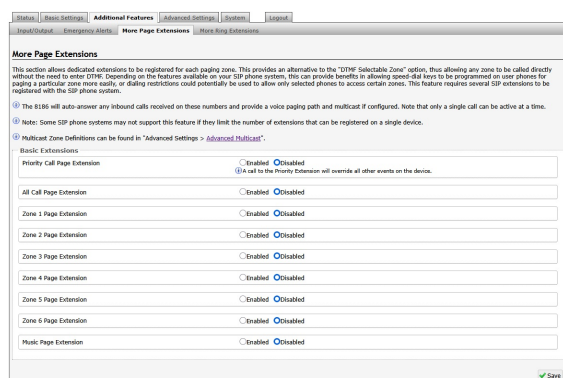 Status Basic Settings Additional Features Advanced Settings System Logout
Input/Output Emergency Alerts More Page Extensions More Ring Extensions
More Page Extensions
This section allows dedicated extensions to be registered for each paging zone. This provides an alternative to the "DTMF Selectable Zone" option, thus allowing any zone to be called directly
without the need to enter DTMF. Depending on the features available on your SIP phone system, this can provide benefits in allowing speed-dial keys to be programmed on user phones for
paging a particular zone more easily, or dialing restrictions could potentially be used to allow only selected phones to access certain zones. This feature requires several SIP extensions to be
registered with the SIP phone system.
The 8186 will auto-answer any inbound calls received on these numbers and provide a voice paging path and multicast if configured. Note that only a single call can be active at a time.
Note: Some SIP phone systems may not support this feature if they limit the number of extensions that can be registered on a single device.
Multicast Zone Definitions can be found in "Advanced Settings > Advanced Multicast".
Basic Extensions
Priority Call Page Extension Enabled Disabled
A call to the Priority Extension will override all other events on the device.
All Call Page Extension Enabled Disabled
Zone 1 Page Extension Enabled Disabled
Zone 2 Page Extension Enabled Disabled
Zone 3 Page Extension Enabled Disabled
Zone 4 Page Extension Enabled Disabled
Zone 5 Page Extension Enabled Disabled
Zone 6 Page Extension Enabled Disabled
Music Page Extension Enabled Disabled
Save